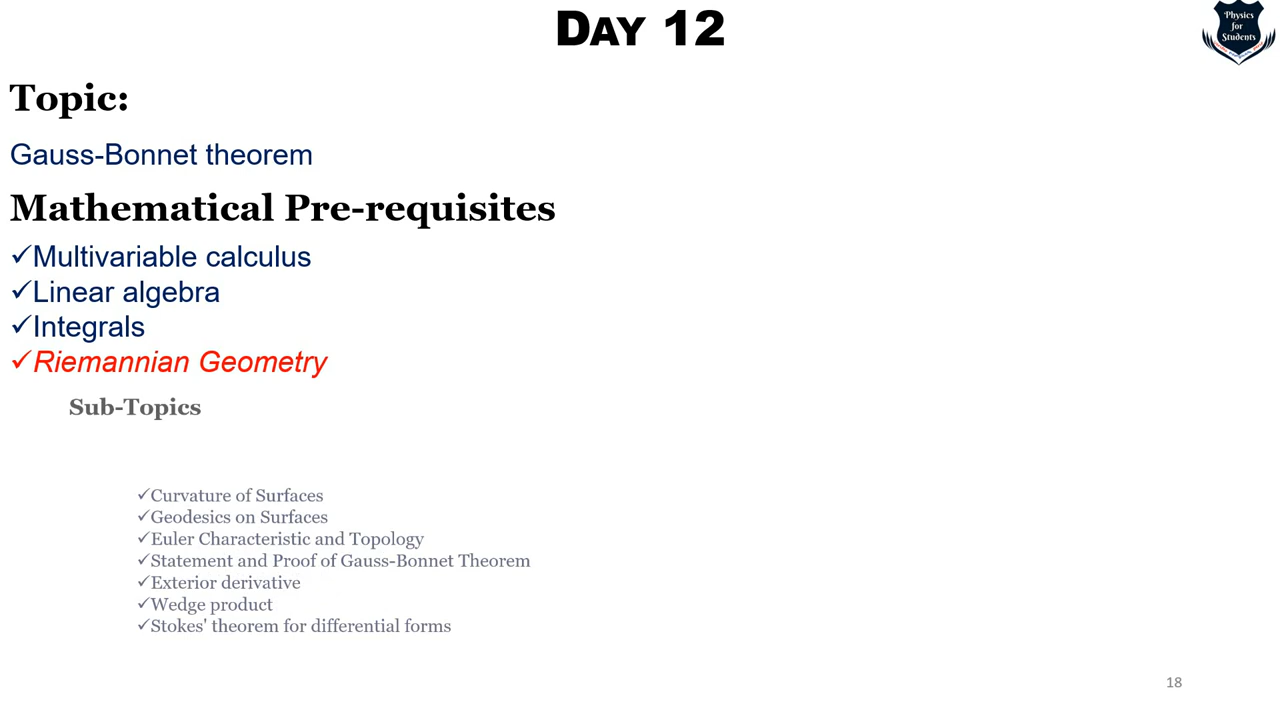 DAY 12
Physics
for
Students
Topic:
Gauss-Bonnet theorem
Mathematical Pre-requisites
✓Multivariable calculus
✓Linear algebra
✓Integrals
✓Riemannian Geometry
Sub-Topics
✓Curvature of Surfaces
✓Geodesics on Surfaces
✓Euler Characteristic and Topology
✓Statement and Proof of Gauss-Bonnet Theorem
✓Exterior derivative
✓Wedge product
✓Stokes' theorem for differential forms
18